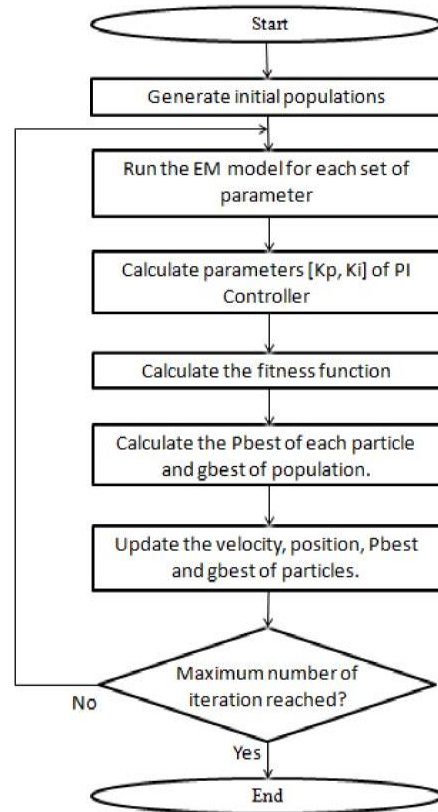 Start
Generate initial populations
Run the EM model for each set of
parameter
Calculate parameters [Kp, Ki] of PI
Controller
Calculate the fitness function
Calculate the Pbest of each particle
and gbest of population.
Update the velocity, position, Pbest
and gbest of particles.
Maximum number of
iteration reached?
No
Yes
End